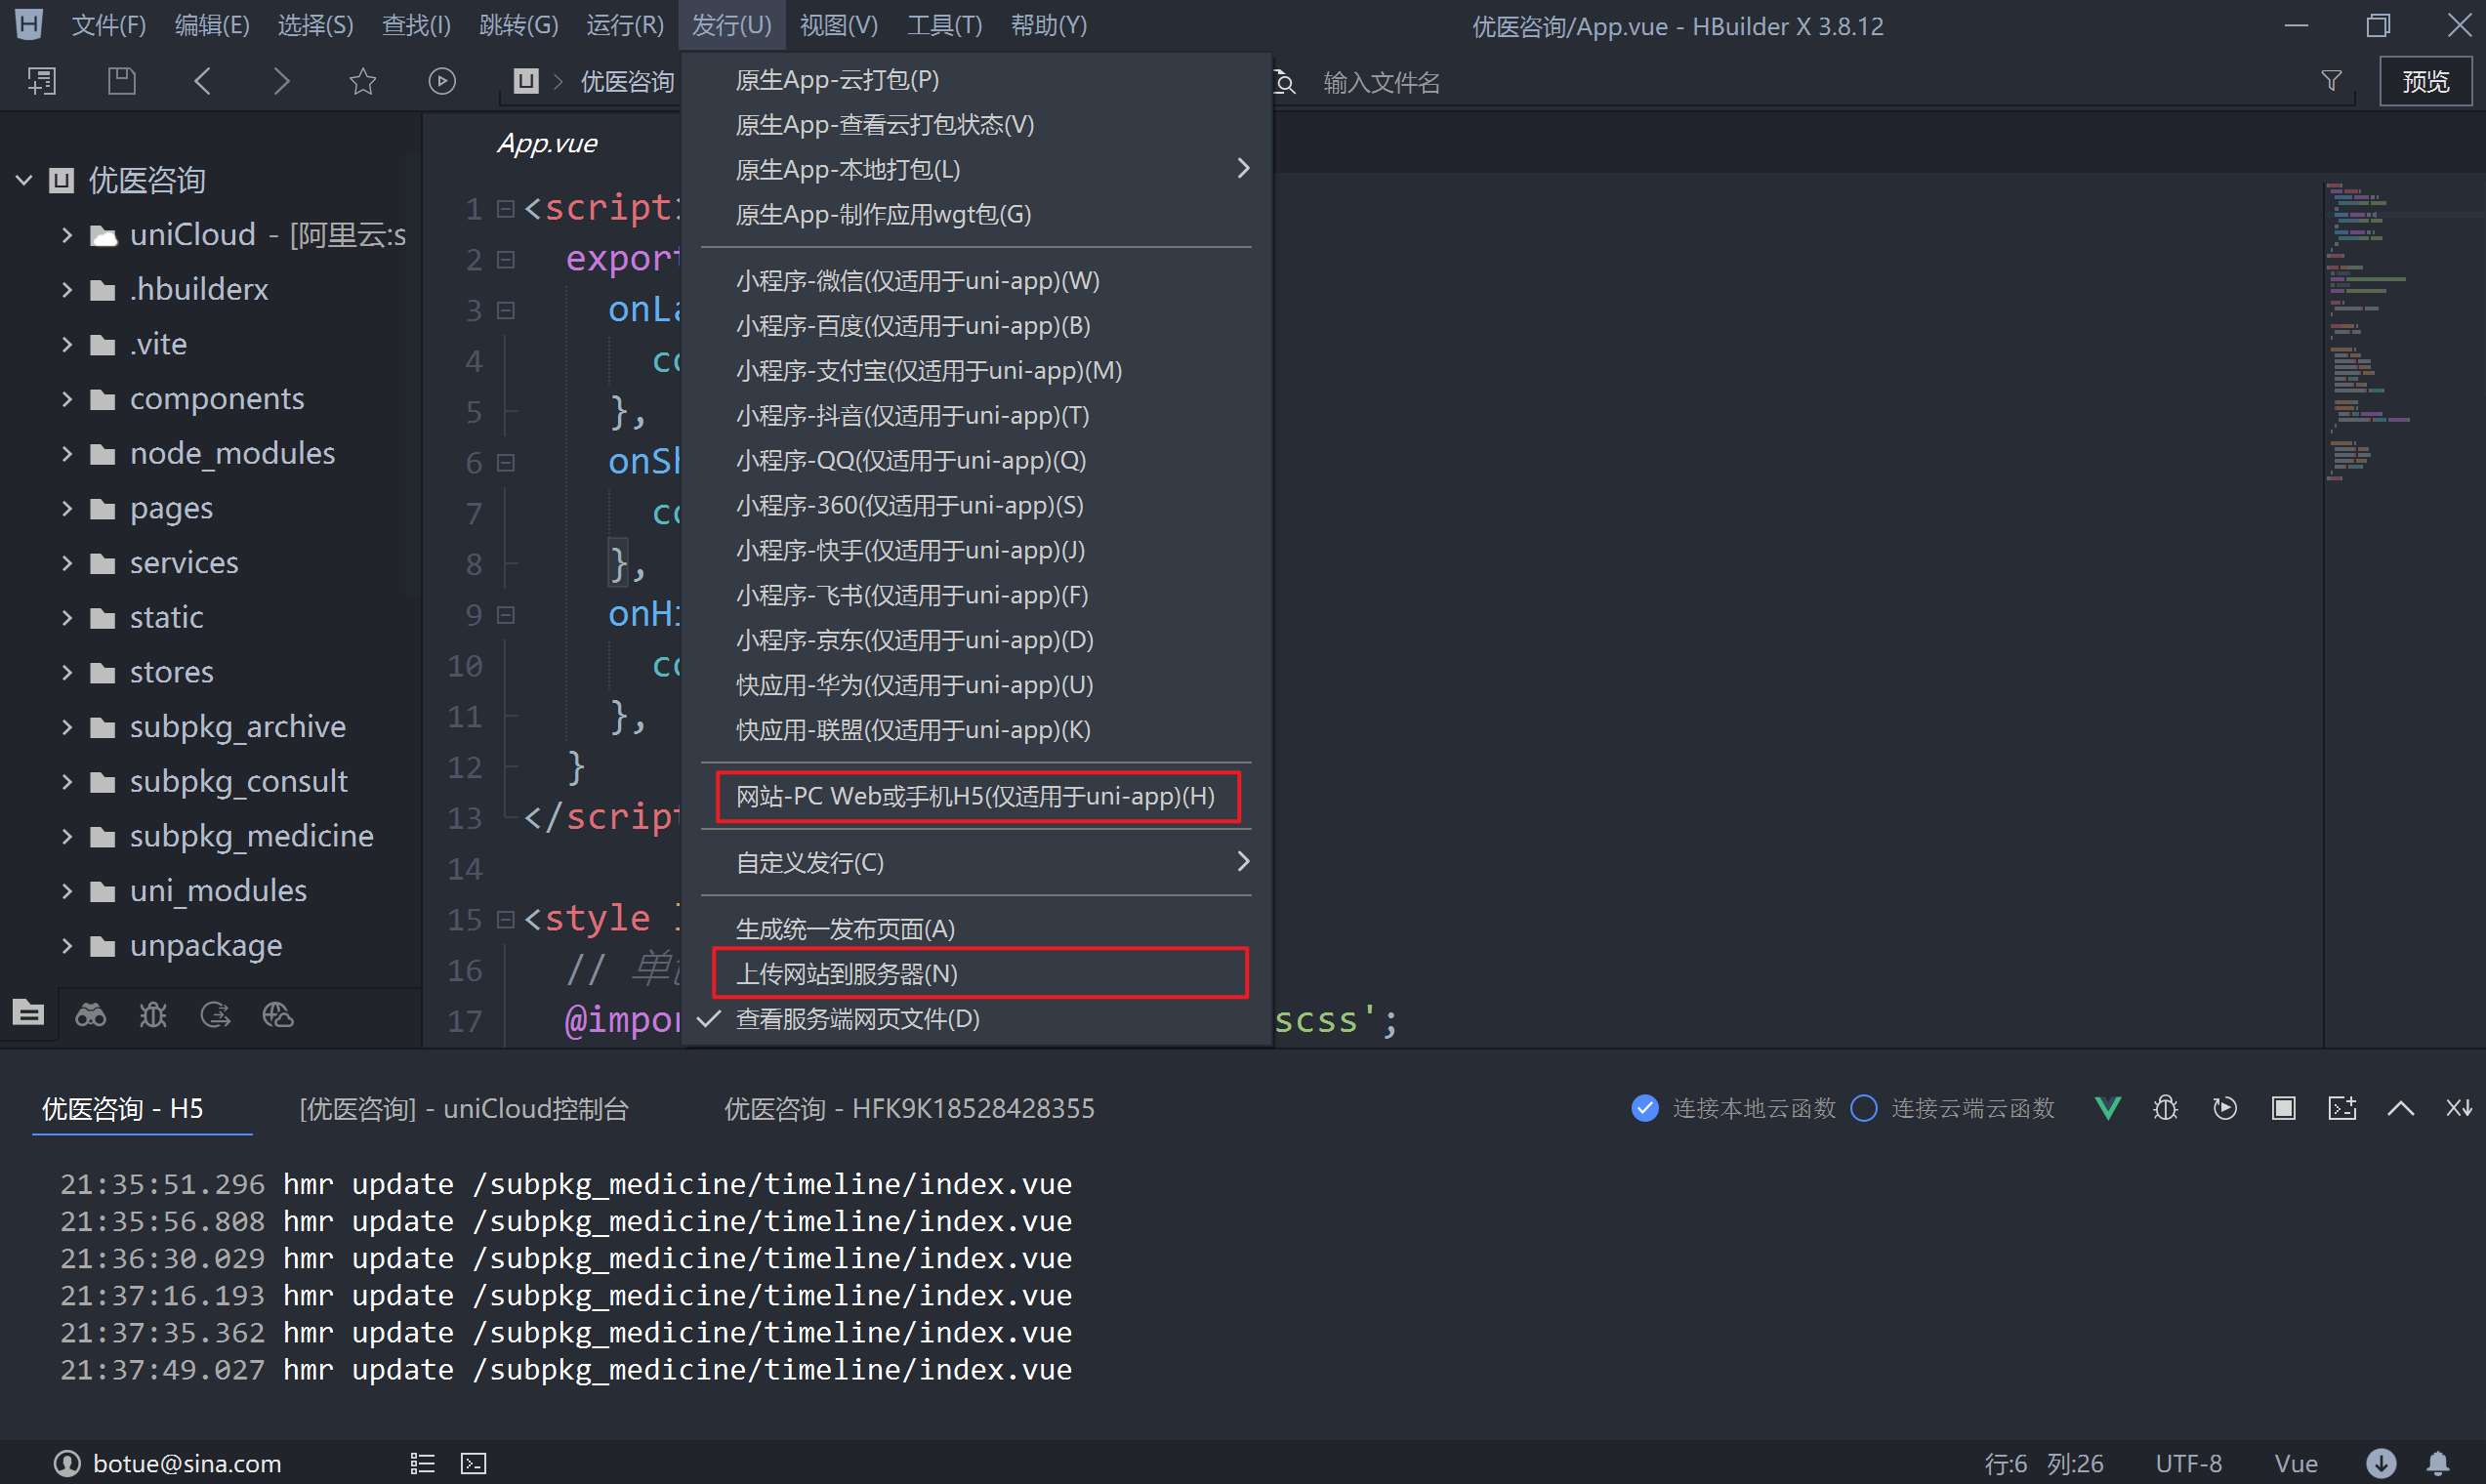 文件(F) 编辑(E) 选择(S) 查找(I) 跳转(G) 运行(R) 发行(U) 视图(V) 工具(T) 帮助(Y) 优医咨询/App.vue - HBuilder X 3.8.12
优医咨询 输入文件名 预览
优医咨询
uniCloud - [阿里云:s
.hbuilderx
.vite
components
node_modules
pages
services
static
stores
subpkg_archive
subpkg_consult
subpkg_medicine
uni_modules
unpackage
App.vue
1 <script>
2 export
3 onLa
4 co
5 },
6 onSh
7 co
8 },
9 onHi
10 co
11 },
12 }
13 </script
14
15 <style
16 // 单
17 @impor scss';
原生App-云打包(P)
原生App-查看云打包状态(V)
原生App-本地打包(L)
原生App-制作应用wgt包(G)
小程序-微信(仅适用于uni-app)(W)
小程序-百度(仅适用于uni-app)(B)
小程序-支付宝(仅适用于uni-app)(M)
小程序-抖音(仅适用于uni-app)(T)
小程序-QQ(仅适用于uni-app)(Q)
小程序-360(仅适用于uni-app)(S)
小程序-快手(仅适用于uni-app)(J)
小程序-飞书(仅适用于uni-app)(F)
小程序-京东(仅适用于uni-app)(D)
快应用-华为(仅适用于uni-app)(U)
快应用-联盟(仅适用于uni-app)(K)
网站-PC Web或手机H5(仅适用于uni-app)(H)
自定义发行(C)
生成统一发布页面(A)
上传网站到服务器(N)
查看服务端网页文件(D)
优医咨询 - H5 [优医咨询] - uniCloud控制台 优医咨询 - HFK9K18528428355 连接本地云函数 连接云端云函数
21:35:51.296 hmr update /subpkg_medicine/timeline/index.vue
21:35:56.808 hmr update /subpkg_medicine/timeline/index.vue
21:36:30.029 hmr update /subpkg_medicine/timeline/index.vue
21:37:16.193 hmr update /subpkg_medicine/timeline/index.vue
21:37:35.362 hmr update /subpkg_medicine/timeline/index.vue
21:37:49.027 hmr update /subpkg_medicine/timeline/index.vue
botue@sina.com 行:6 列:26 UTF-8 Vue